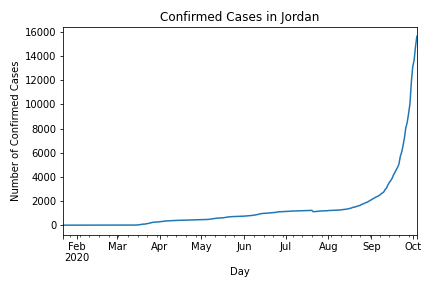 Confirmed Cases in Jordan
Number of Confirmed Cases
16000
14000
12000
10000
8000
6000
4000
2000
0
Feb Mar Apr May Jun Jul Aug Sep Oct
2020
Day